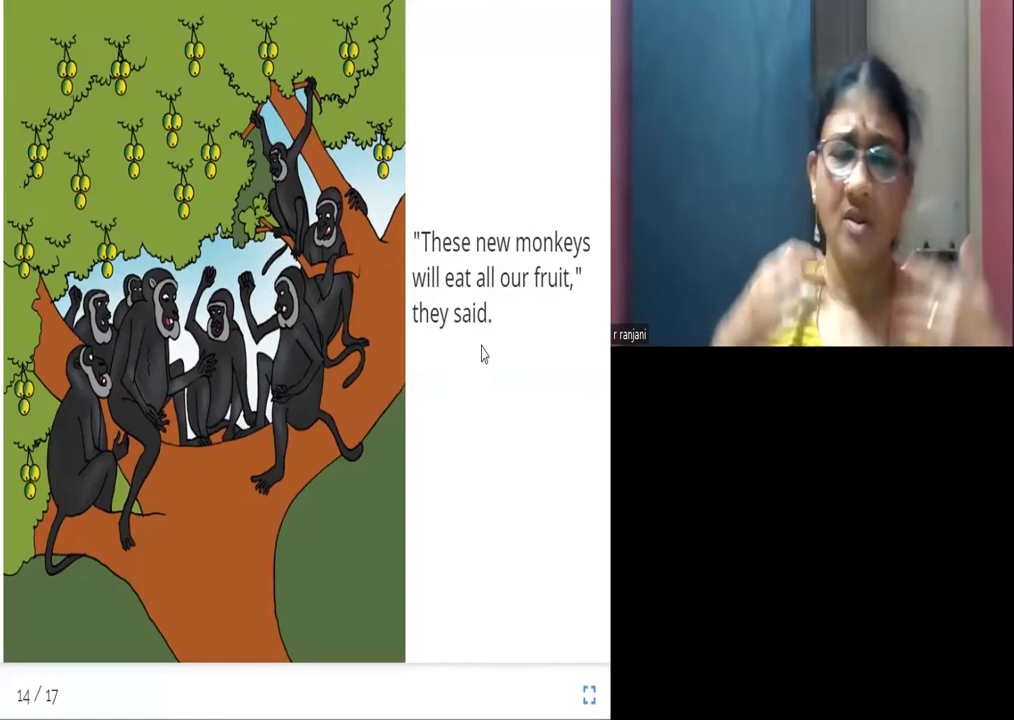 "These new monkeys
will eat all our fruit,"
they said.
r ranjani
14 / 17